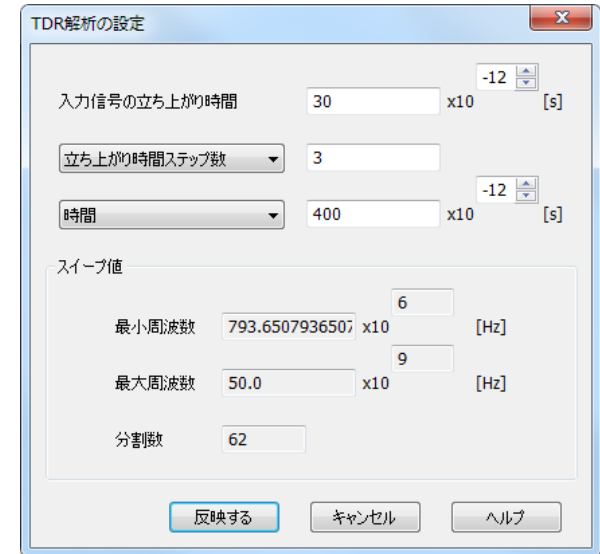 TDR解析の設定
-12
入力信号の立ち上がり時間 30 x10 [s]
立ち上がり時間ステップ数 3
-12
時間 400 x10 [s]
スイープ値
6
最小周波数 793.6507936507 x10 [Hz]
9
最大周波数 50.0 x10 [Hz]
分割数 62
反映する キャンセル ヘルプ